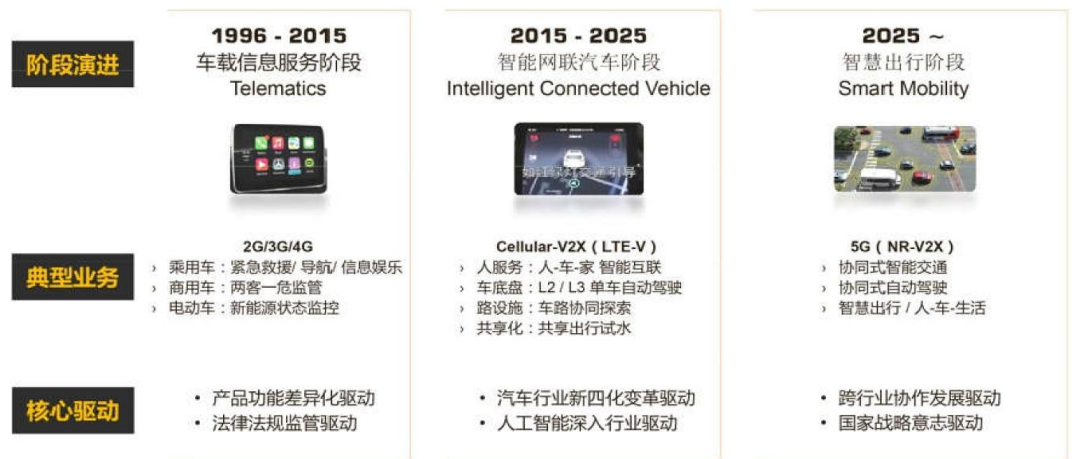 阶段演进
1996 - 2015
车载信息服务阶段
Telematics
2015 - 2025
智能网联汽车阶段
Intelligent Connected Vehicle
2025 ~
智慧出行阶段
Smart Mobility
如红绿灯交通引导
典型业务
2G/3G/4G
› 乘用车：紧急救援/ 导航/ 信息娱乐
› 商用车：两客一危监管
› 电动车：新能源状态监控
Cellular-V2X（LTE-V）
› 人服务：人-车-家 智能互联
› 车底盘：L2 / L3 单车自动驾驶
› 路设施：车路协同探索
› 共享化：共享出行试水
5G（NR-V2X）
› 协同式智能交通
› 协同式自动驾驶
› 智慧出行 / 人-车-生活
核心驱动
• 产品功能差异化驱动
• 法律法规监管驱动
• 汽车行业新四化变革驱动
• 人工智能深入行业驱动
• 跨行业协作发展驱动
• 国家战略意志驱动